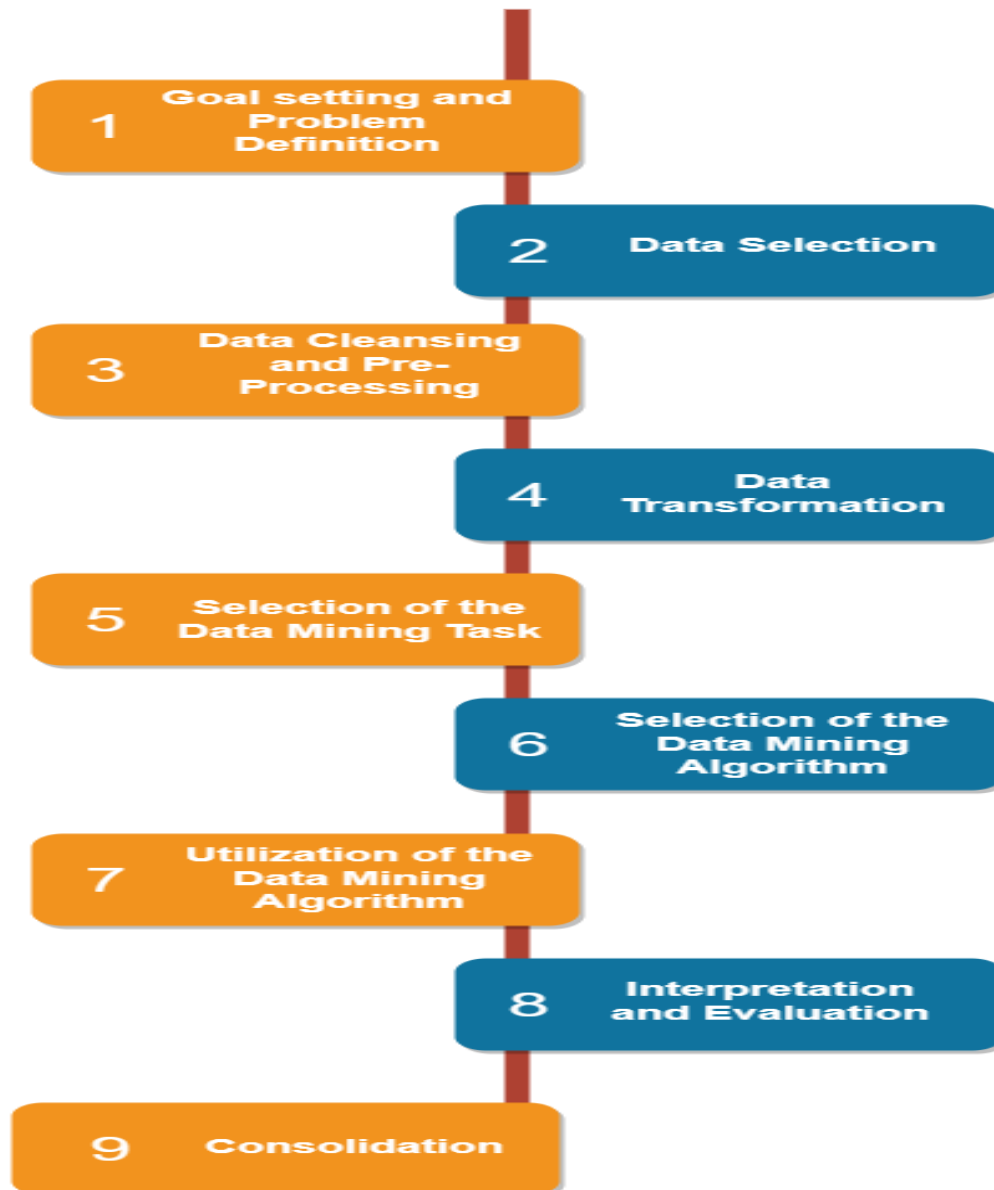 1
Goal setting and
Problem
Definition
2
Data Selection
3
Data Cleansing
and Pre-
Processing
4
Data
Transformation
5
Selection of the
Data Mining Task
6
Selection of the
Data Mining
Algorithm
7
Utilization of the
Data Mining
Algorithm
8
Interpretation
and Evaluation
9
Consolidation